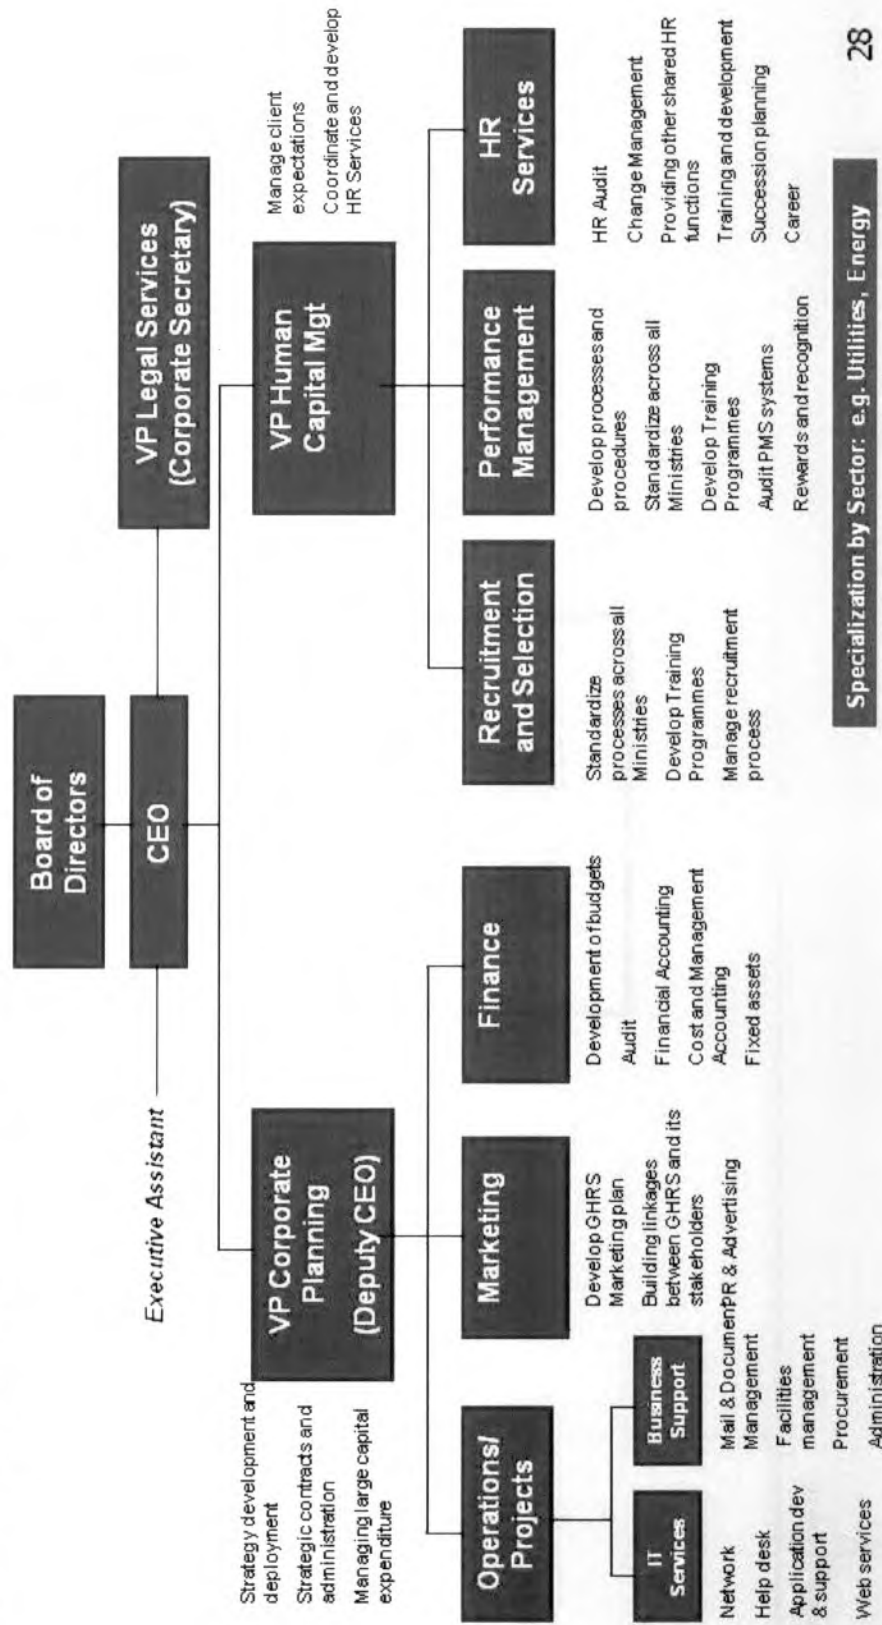 Board of
Directors
CEO
Executive Assistant
VP Legal Services
(Corporate Secretary)
Strategy development and
deployment
Strategic contracts and
administration
Managing large capital
expenditure
VP Corporate
Planning
(Deputy CEO)
VP Human
Capital Mgt
Manage client
expectations
Coordinate and develop
HR Services
Operations/
Projects
Marketing
Finance
Recruitment
and Selection
Performance
Management
HR
Services
IT
Services
Business
Support
Network
Help desk
Application dev
& support
Web services
Mail & Document
Management
Facilities
management
Procurement
Administration
Develop GHRS
Marketing plan
Building linkages
between GHRS and its
stakeholders
PR & Advertising
Development of budgets
Audit
Financial Accounting
Cost and Management
Accounting
Fixed assets
Standardize
processes across all
Ministries
Develop Training
Programmes
Manage recruitment
process
Develop processes and
procedures
Standardize across all
Ministries
Develop Training
Programmes
Audit PMS systems
Rewards and recognition
HR Audit
Change Management
Providing other shared HR
functions
Training and development
Succession planning
Career
Specialization by Sector: e.g. Utilities, Energy
28